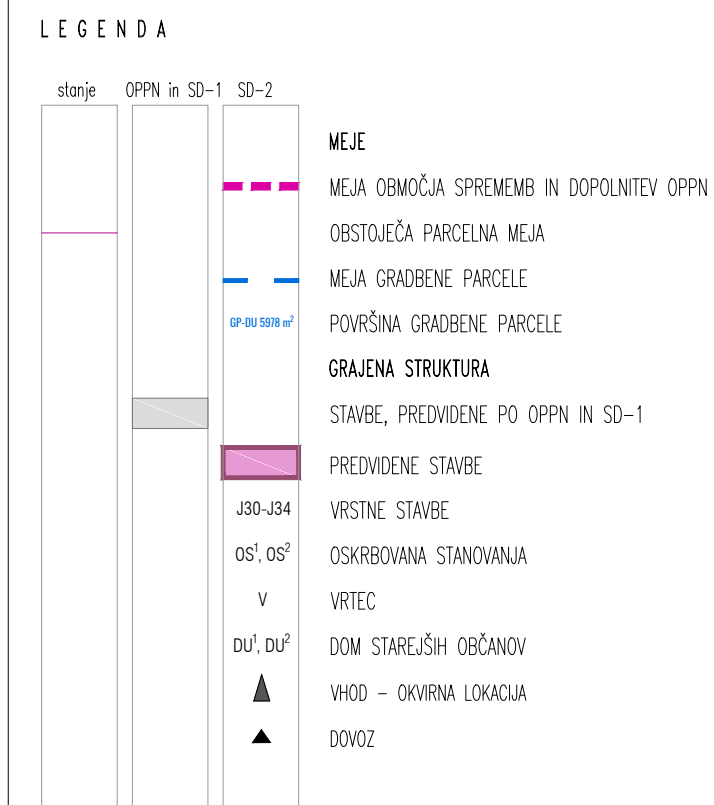 LEGENDA
stanje OPPN in SD-1 SD-2
MEJE
MEJA OBMOČJA SPREMEMB IN DOPOLNITEV OPPN
OBSTOJEČA PARCELNA MEJA
MEJA GRADBENE PARCELE
GP-DU 5978 m² POVRŠINA GRADBENE PARCELE
GRAJENA STRUKTURA
STAVBE, PREDVIDENE PO OPPN IN SD-1
PREDVIDENE STAVBE
J30-J34 VRSTNE STAVBE
OS¹, OS² OSKRBOVANA STANOVANJA
V VRTEC
DU¹, DU² DOM STAREJŠIH OBČANOV
VHOD - OKVIRNA LOKACIJA
DOVOZ